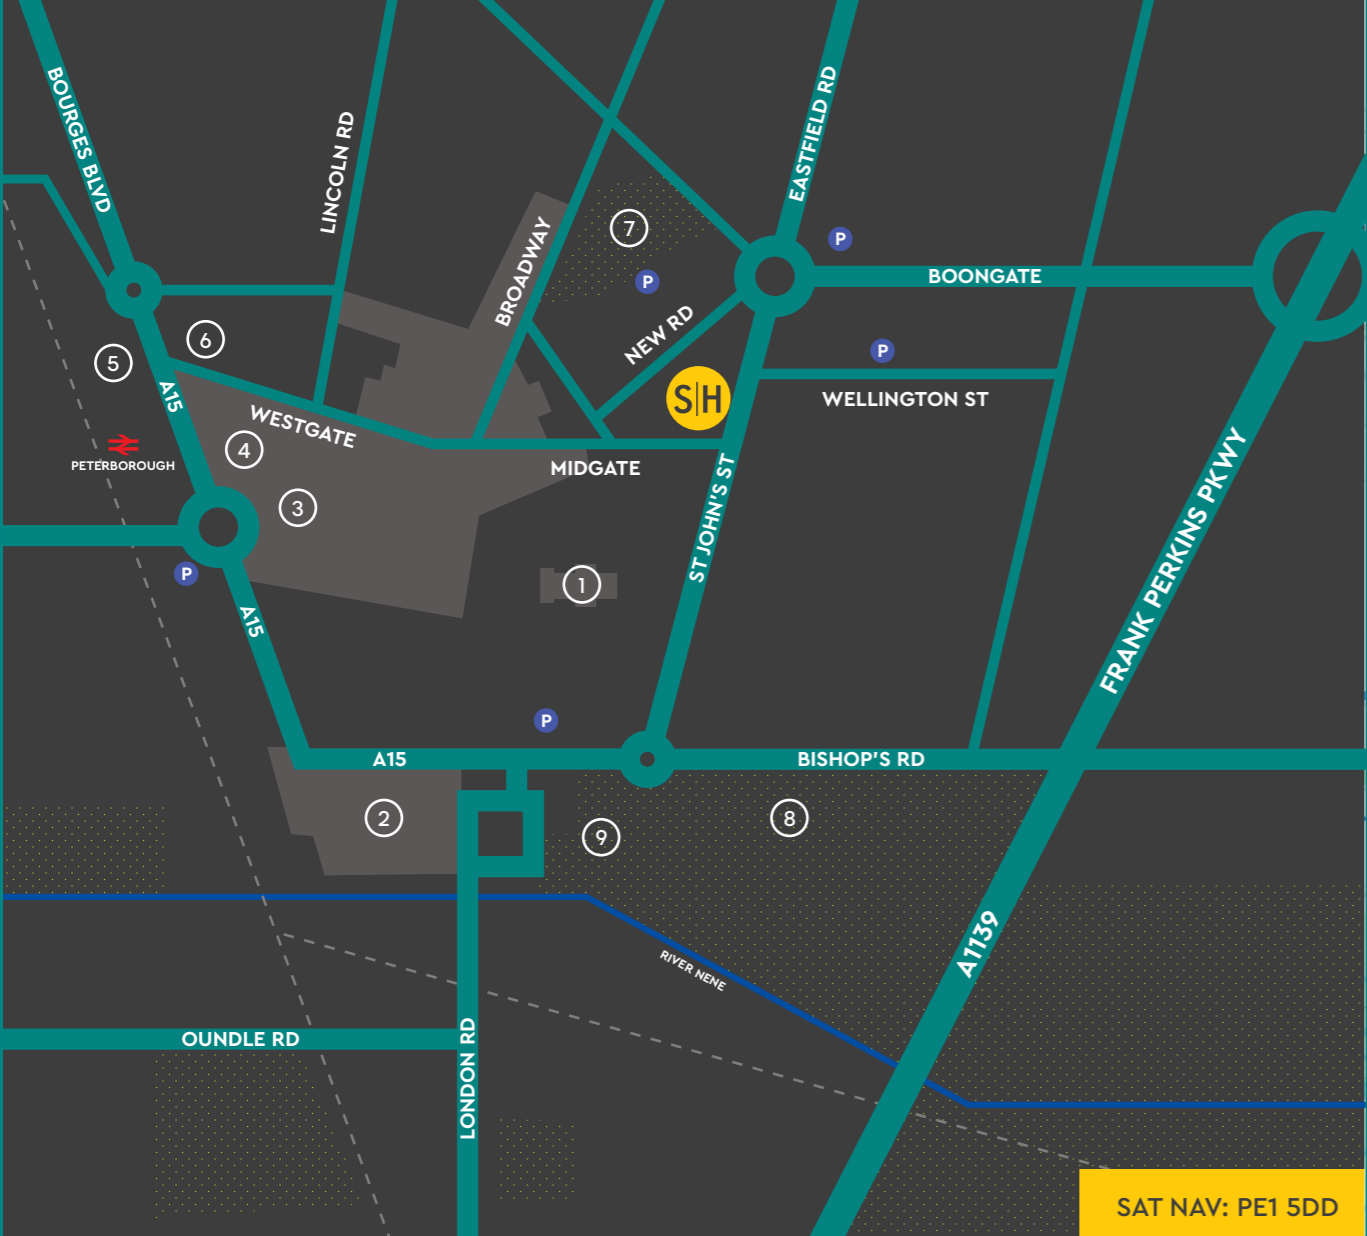 BOURGES BLVD
LINCOLN RD
EASTFIELD RD
BROADWAY
7
P
P
BOONGATE
NEW RD
6
5
P
A15
S|H
WELLINGTON ST
WESTGATE
4
PETERBOROUGH
MIDGATE
3
ST JOHN'S ST
FRANK PERKINS PKWY
P
1
A15
P
A15
BISHOP'S RD
2
9
8
A1139
RIVER NENE
OUNDLE RD
LONDON RD
SAT NAV: PE1 5DD